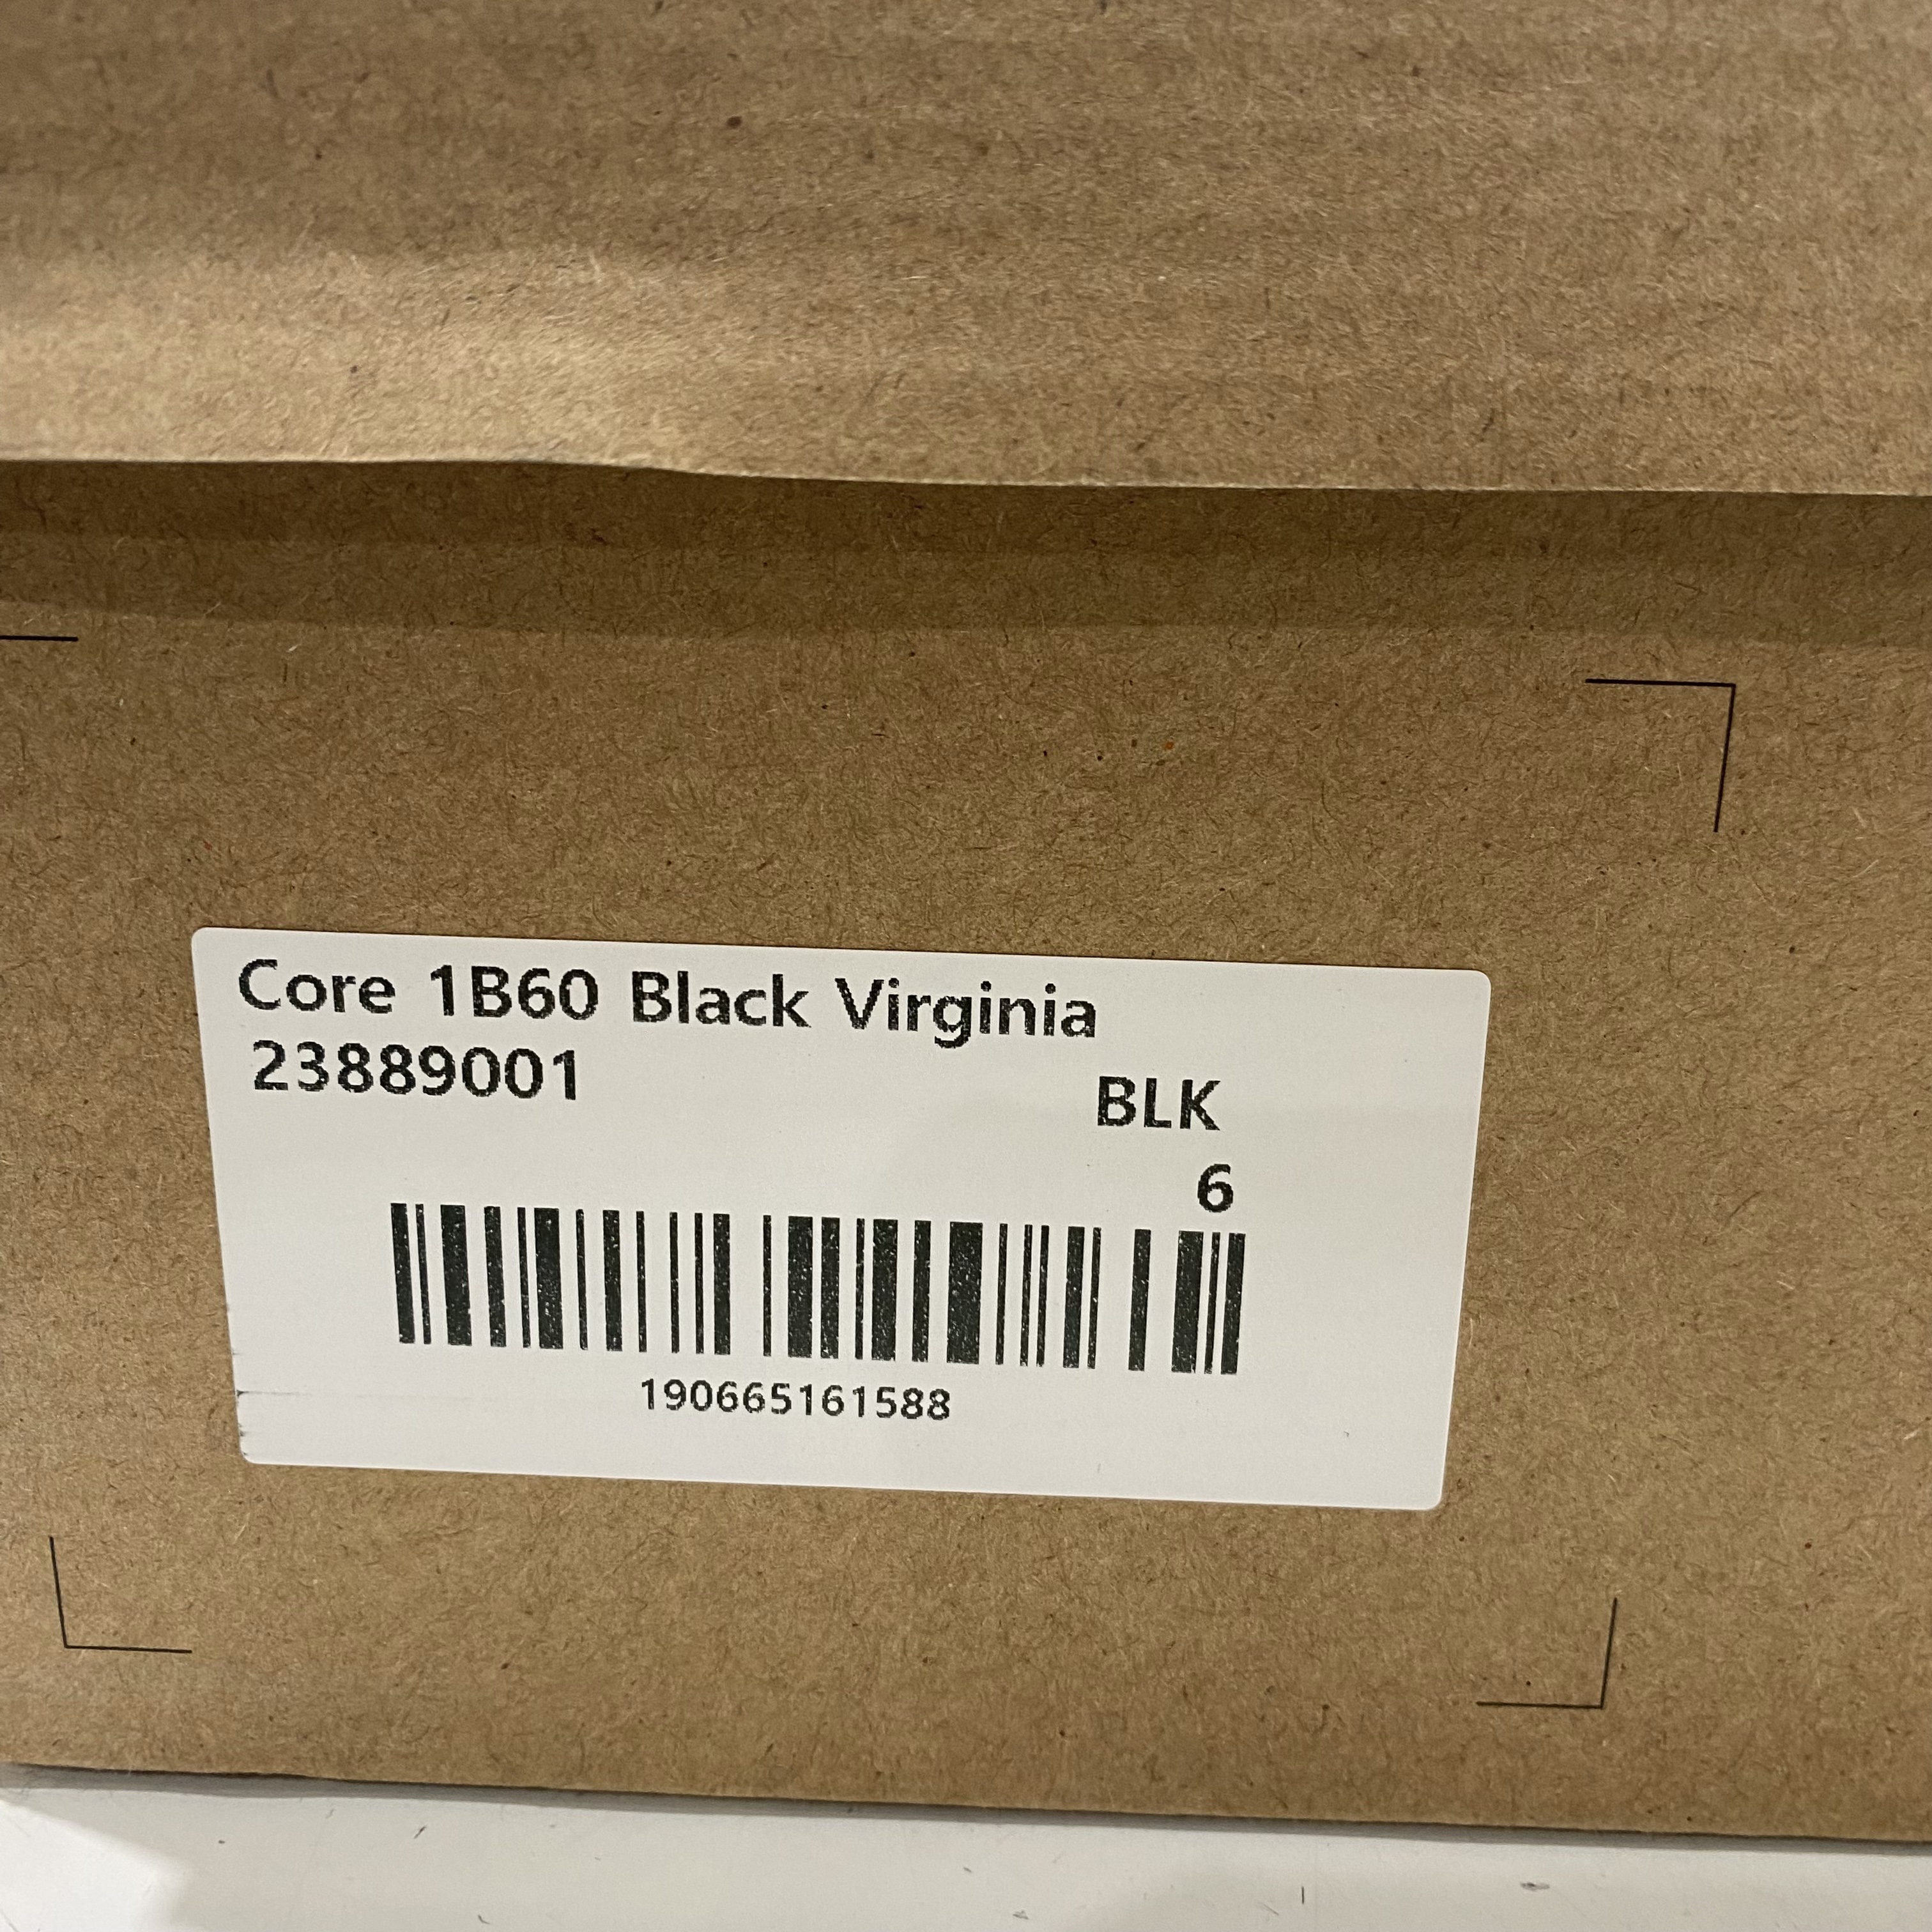 Core 1B60 Black Virginia
23889001
BLK
6
190665161588